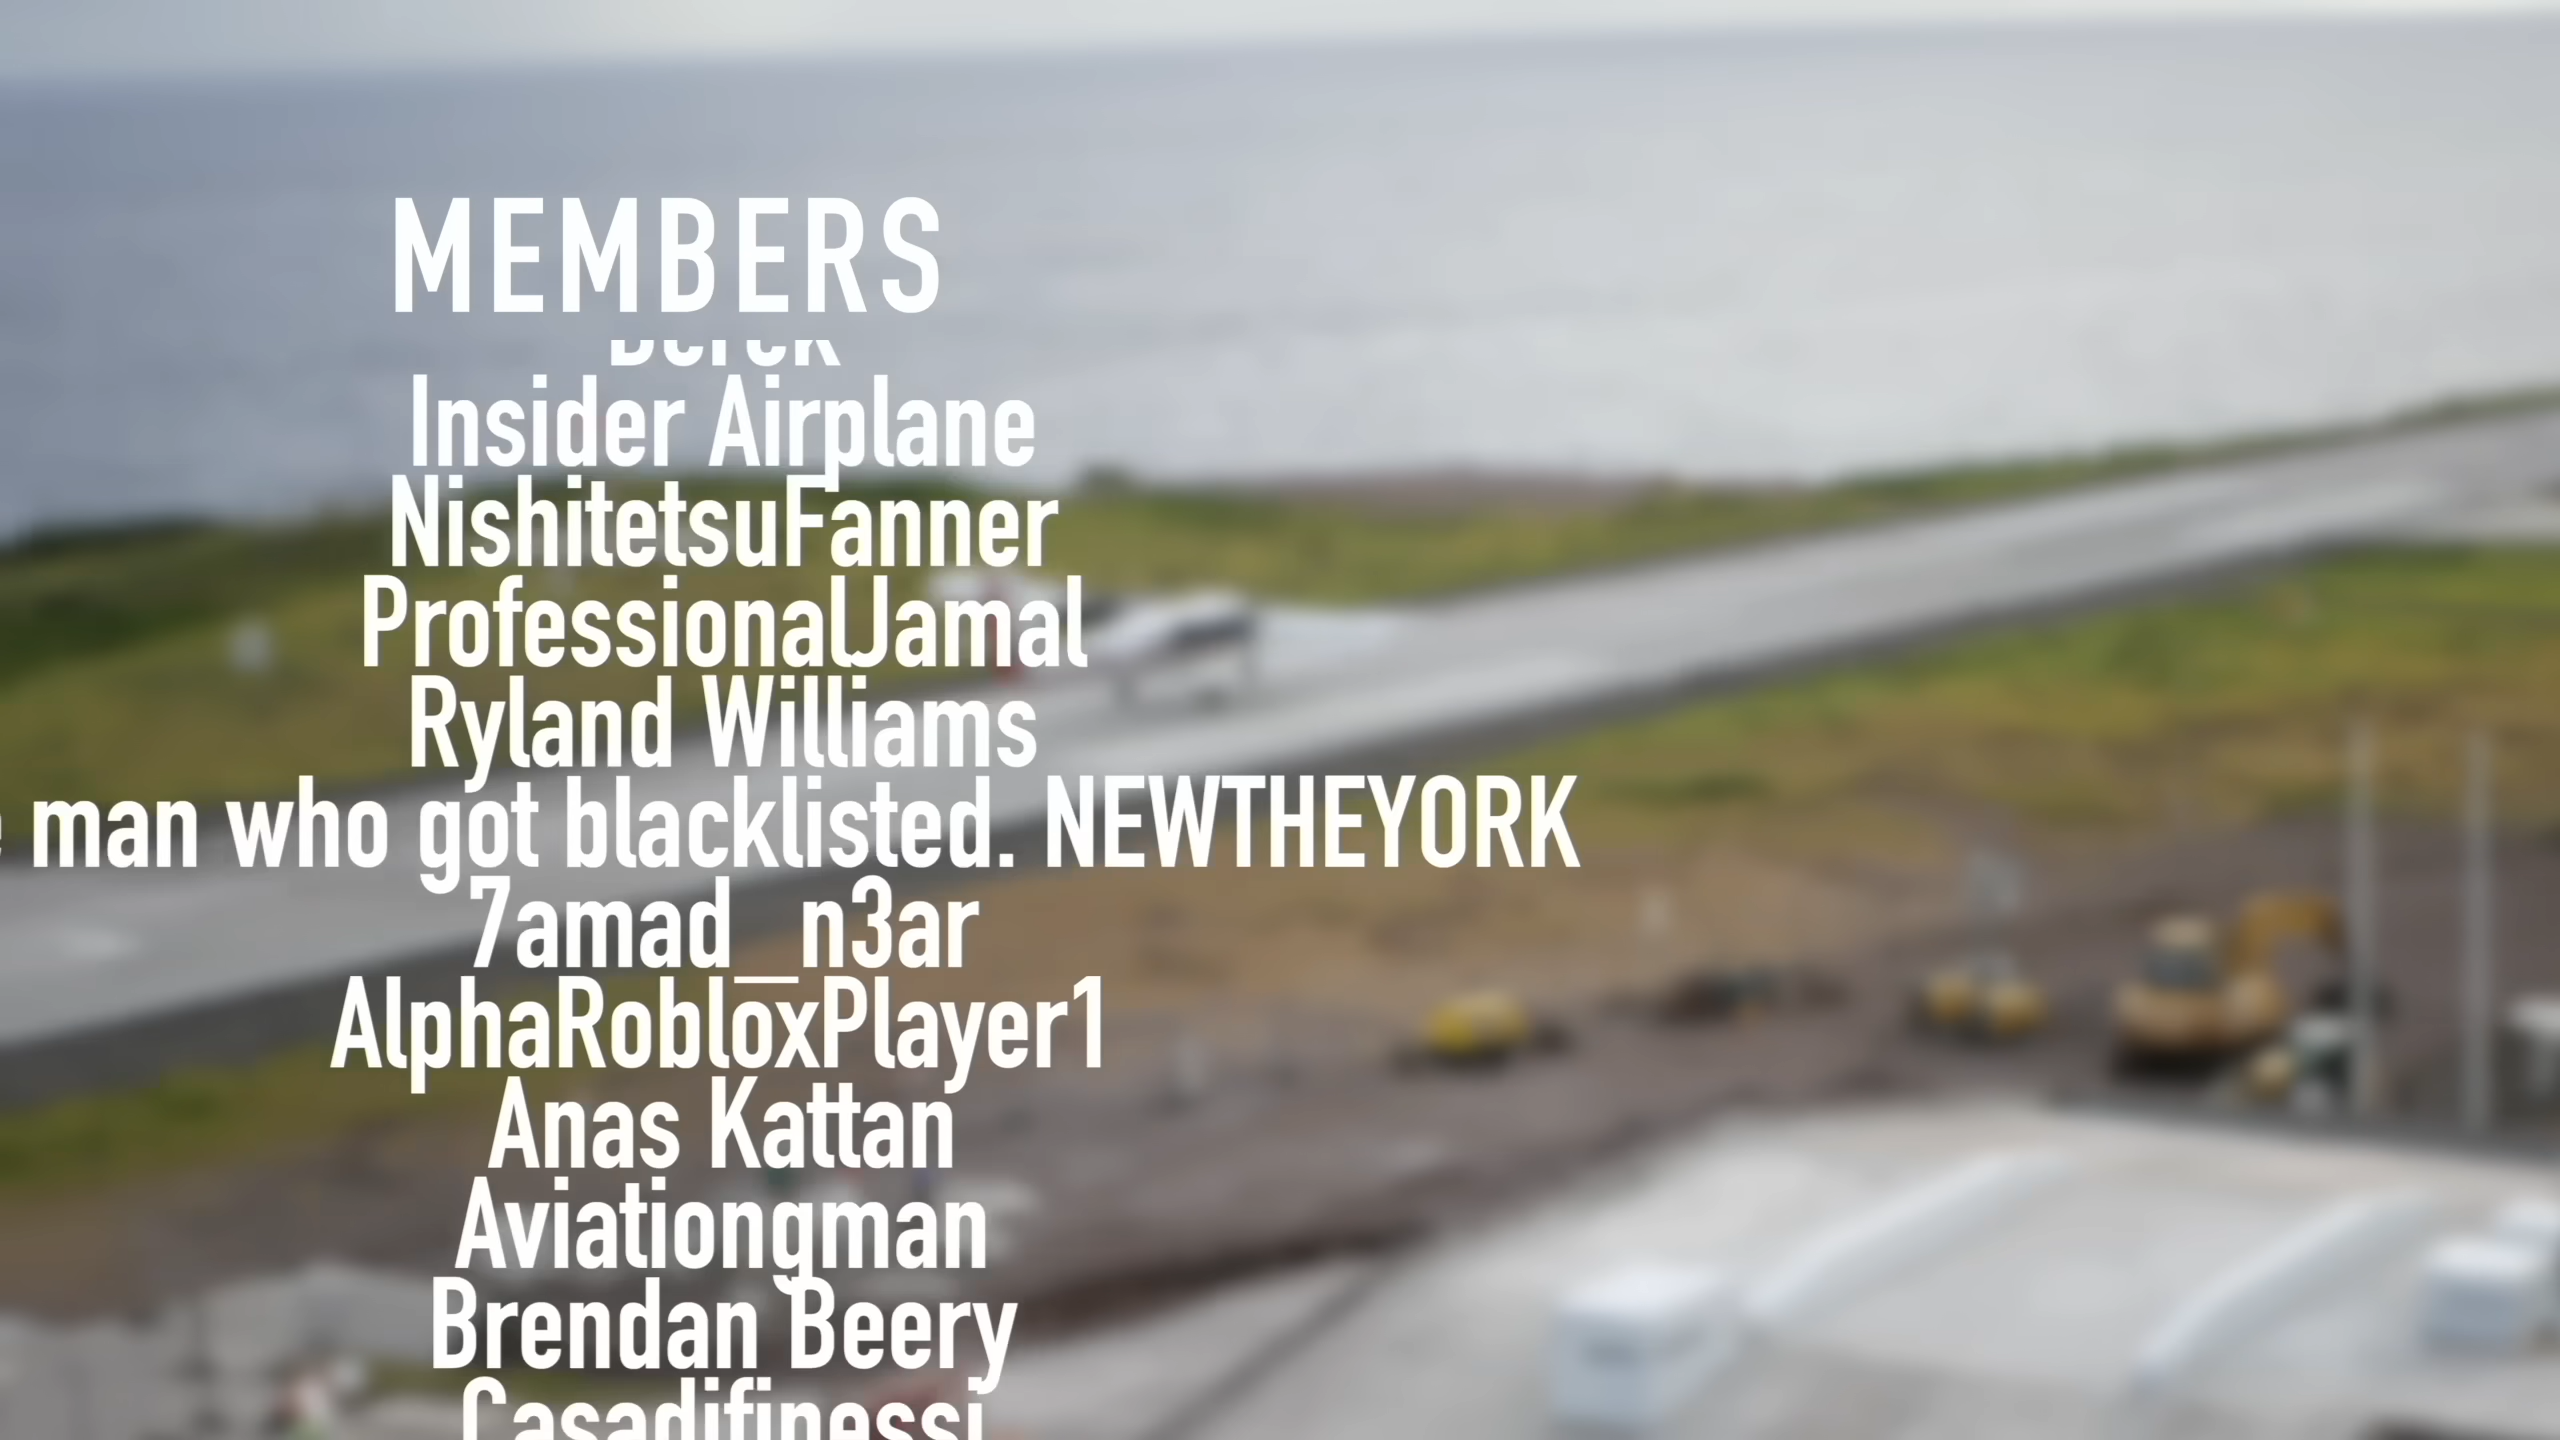 MEMBERS
Insider Airplane
NishitetsuFanner
ProfessionalJamal
Ryland Williams
man who got blacklisted. NEWTHEYORK
7amad_n3ar
AlphaRobloxPlayer1
Anas Kattan
Aviationgman
Brendan Beery
Casadifinessi